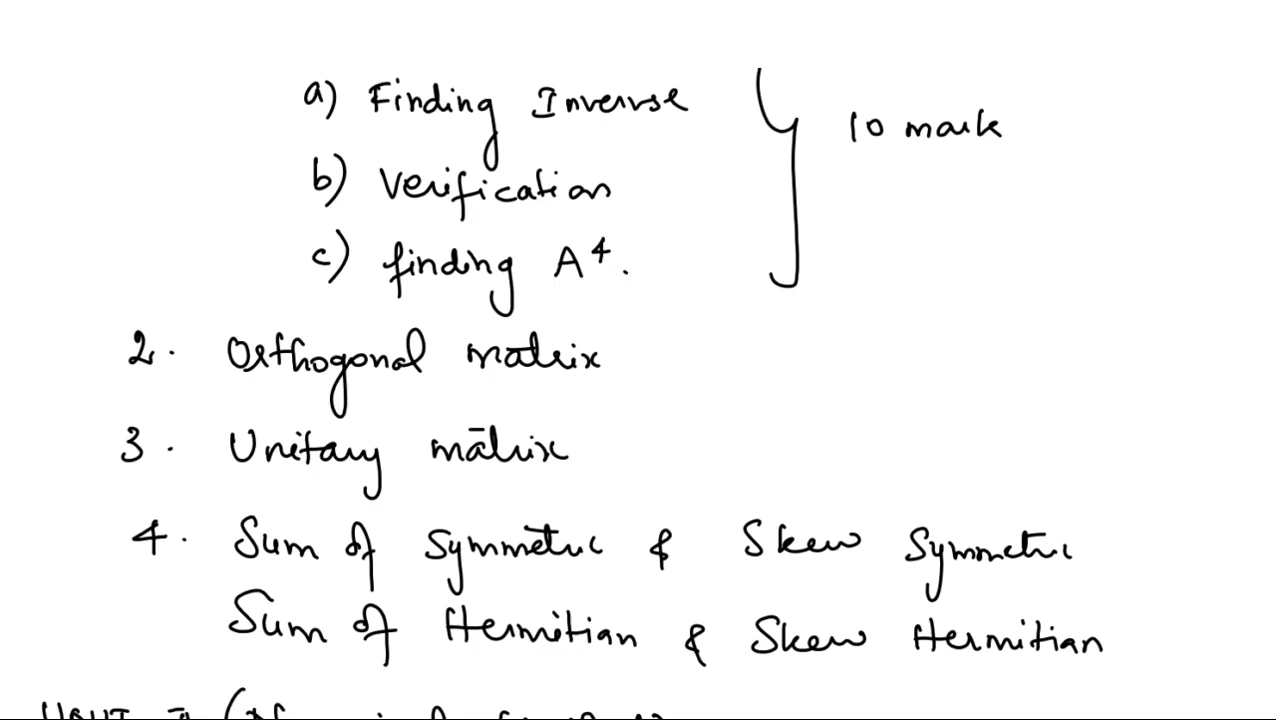 a) Finding Inverse
b) Verification
c) finding A⁴.
10 mark
2. Orthogonal matrix
3. Unitary matrix
4. Sum of Symmetric & Skew Symmetric
Sum of Hermitian & Skew Hermitian